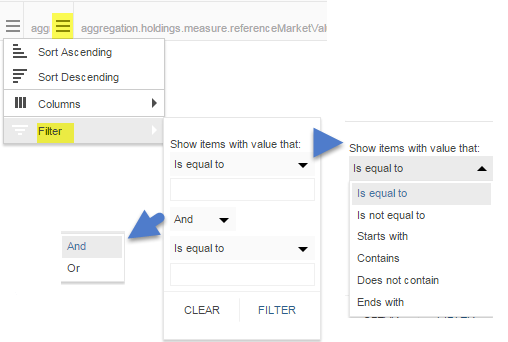 agg
aggregation.holdings.measure.referenceMarketVal
Sort Ascending
Sort Descending
Columns
Filter
Show items with value that:
Is equal to
And
Is equal to
CLEAR
FILTER
And
Or
Show items with value that:
Is equal to
Is equal to
Is not equal to
Starts with
Contains
Does not contain
Ends with